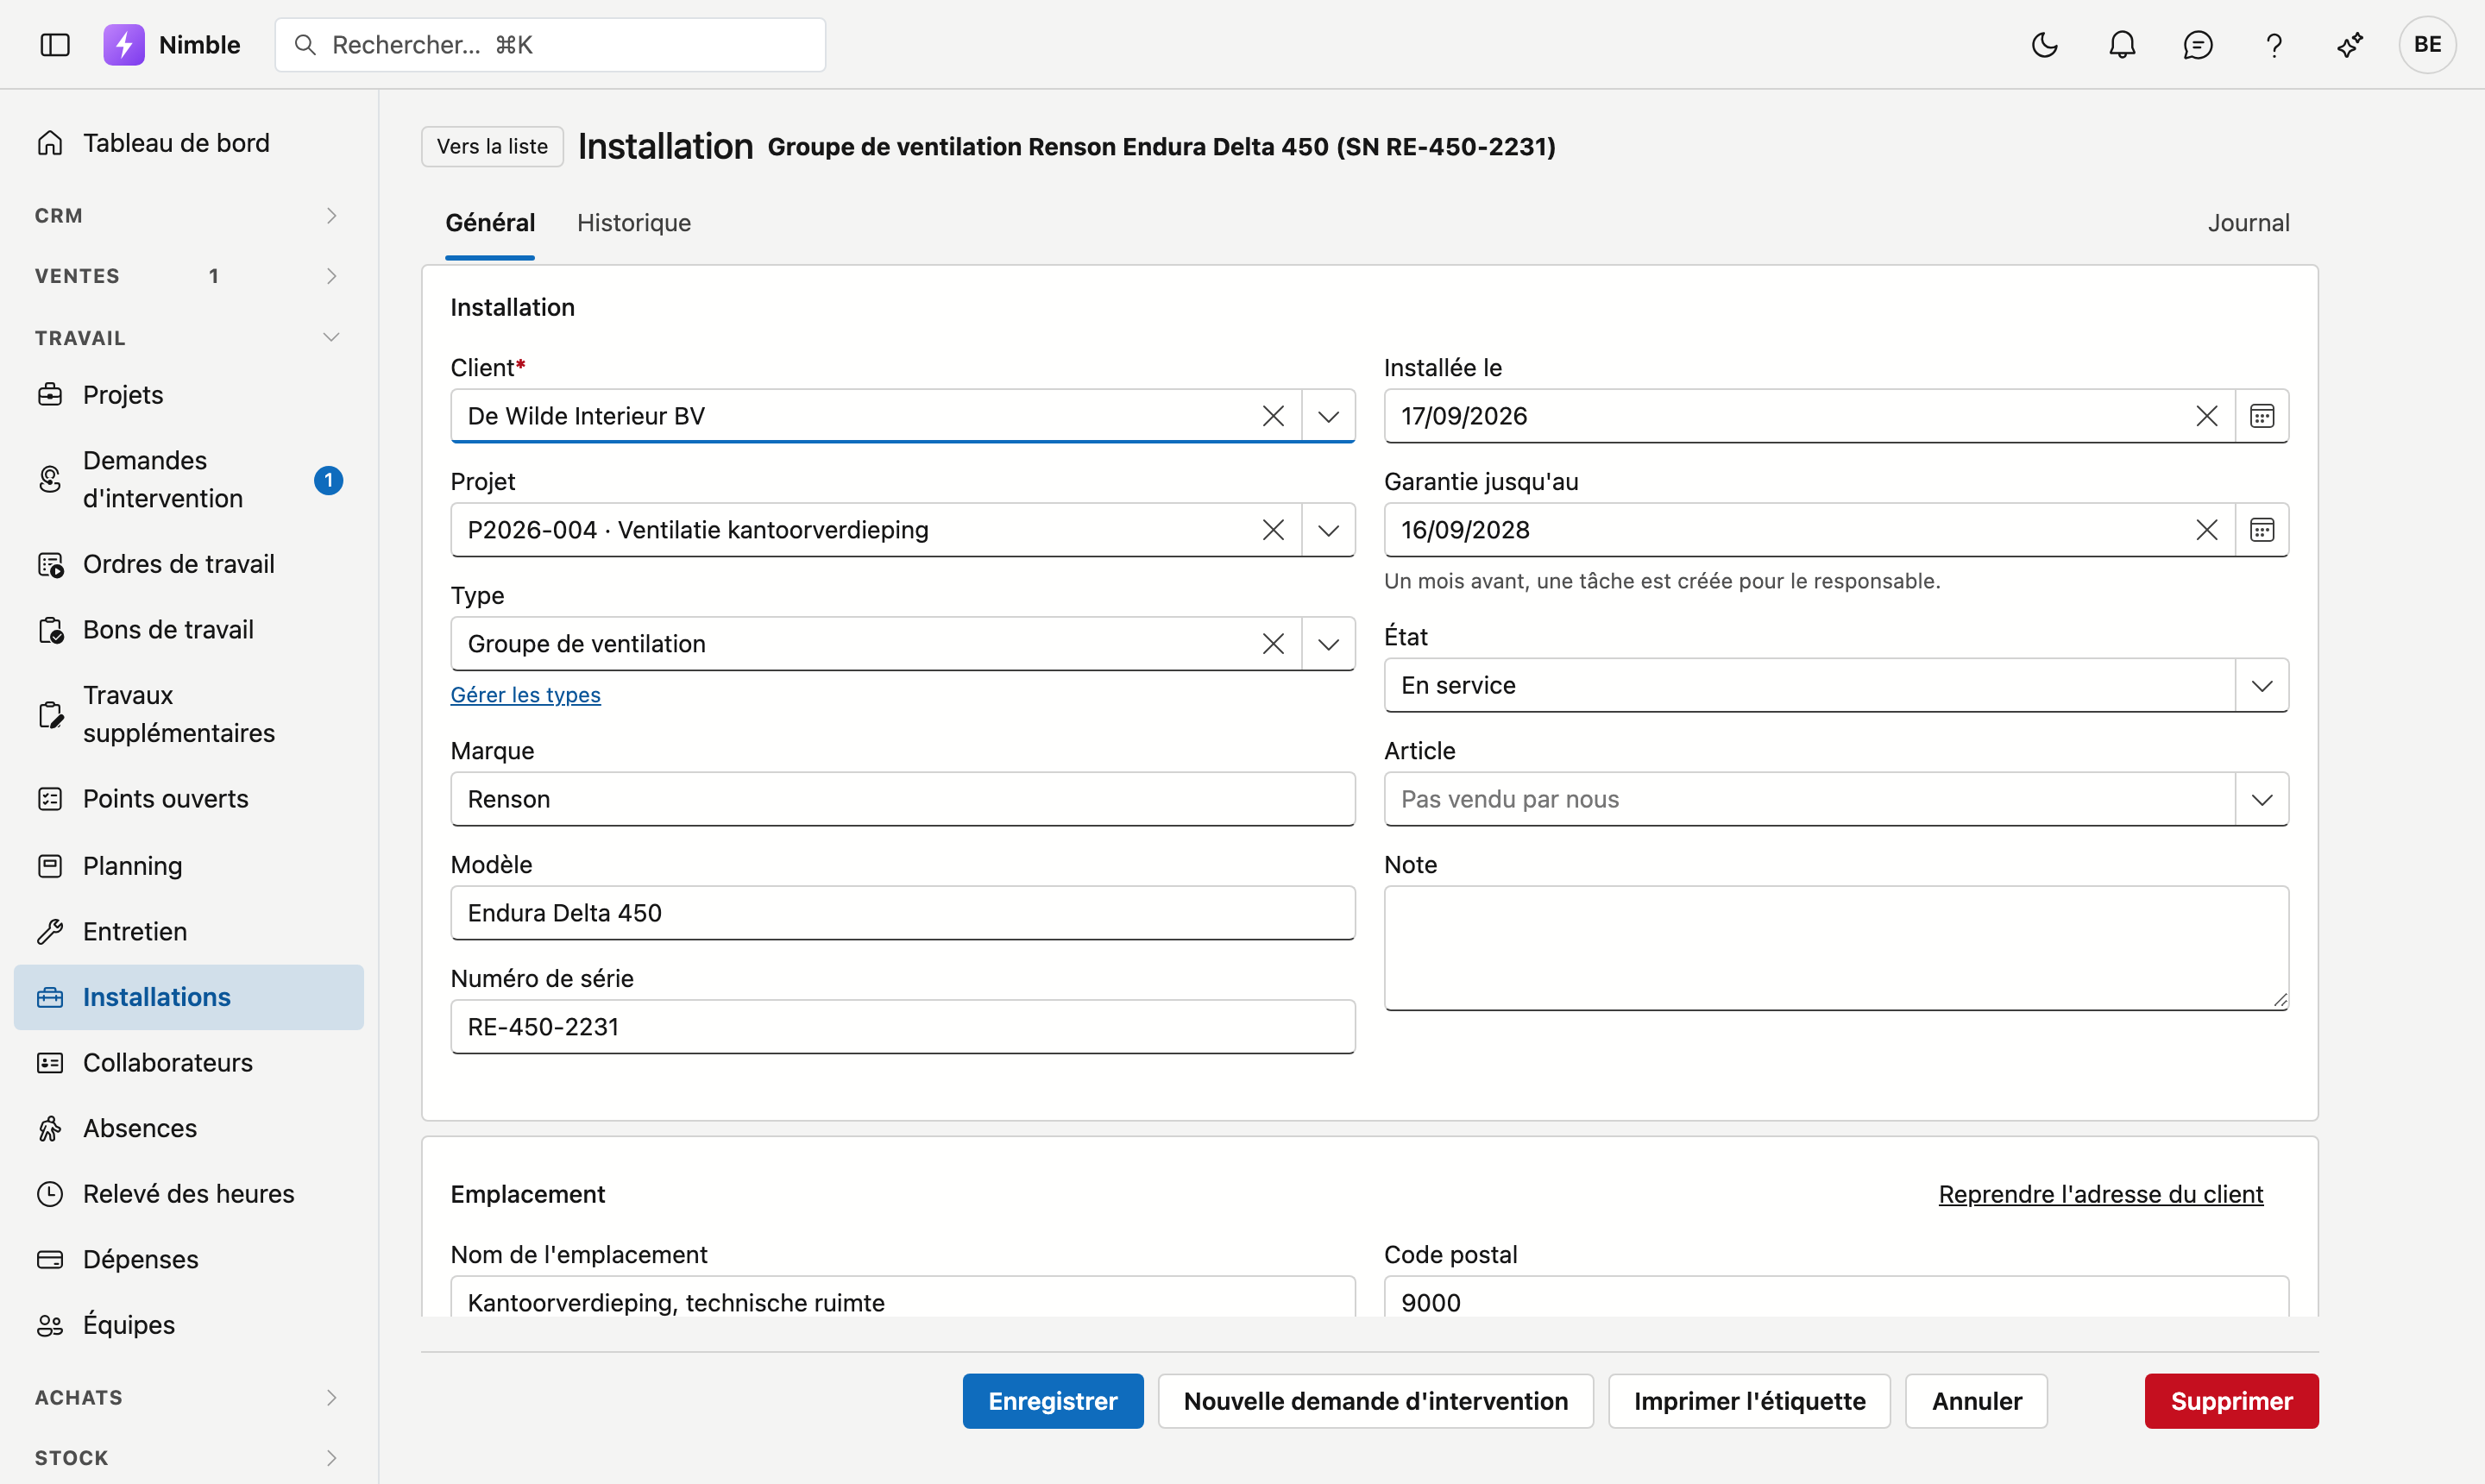 Nimble
Rechercher... ⌘K
BE
Tableau de bord
CRM
VENTES 1
TRAVAIL
Projets
Demandes
d'intervention
1
Ordres de travail
Bons de travail
Travaux
supplémentaires
Points ouverts
Planning
Entretien
Installations
Collaborateurs
Absences
Relevé des heures
Dépenses
Équipes
ACHATS
STOCK
Vers la liste
Installation Groupe de ventilation Renson Endura Delta 450 (SN RE-450-2231)
Général
Historique
Journal
Installation
Client*
De Wilde Interieur BV
Projet
P2026-004 · Ventilatie kantoorverdieping
Type
Groupe de ventilation
Gérer les types
Marque
Renson
Modèle
Endura Delta 450
Numéro de série
RE-450-2231
Installée le
17/09/2026
Garantie jusqu'au
16/09/2028
Un mois avant, une tâche est créée pour le responsable.
État
En service
Article
Pas vendu par nous
Note
Emplacement
Reprendre l'adresse du client
Nom de l'emplacement
Kantoorverdieping, technische ruimte
Code postal
9000
Enregistrer
Nouvelle demande d'intervention
Imprimer l'étiquette
Annuler
Supprimer